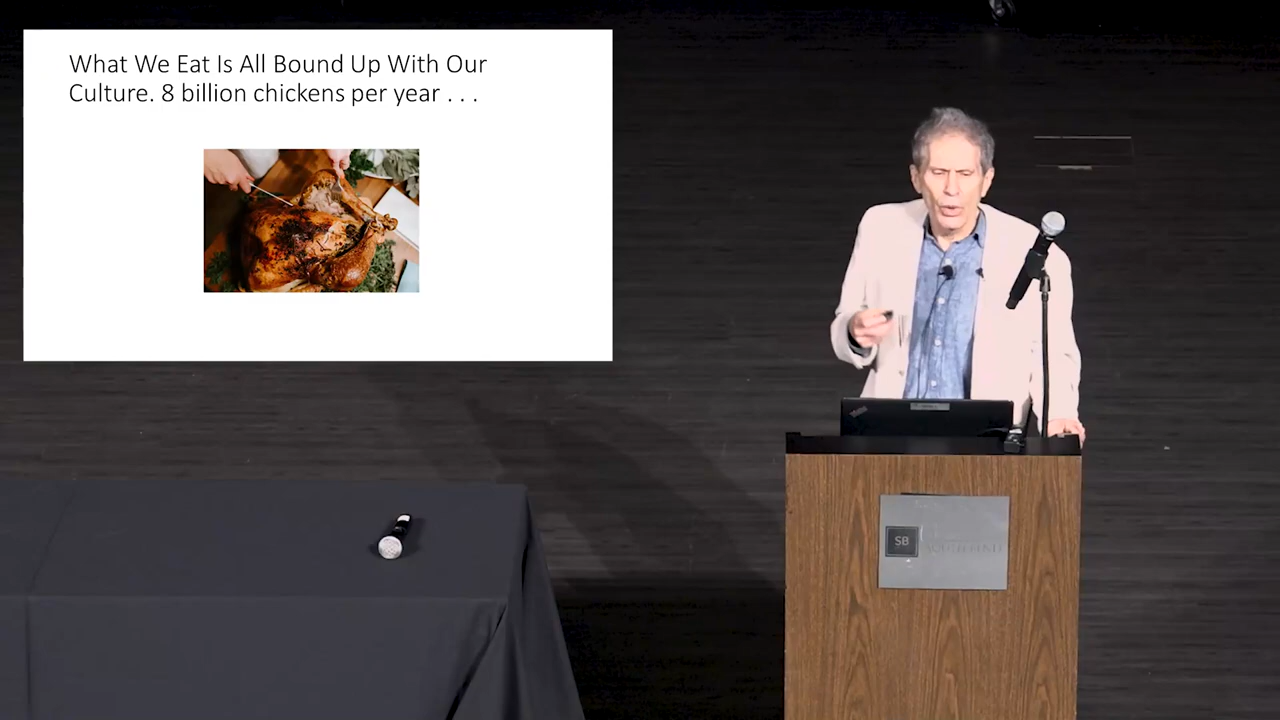 What We Eat Is All Bound Up With Our
Culture. 8 billion chickens per year . . .
SB